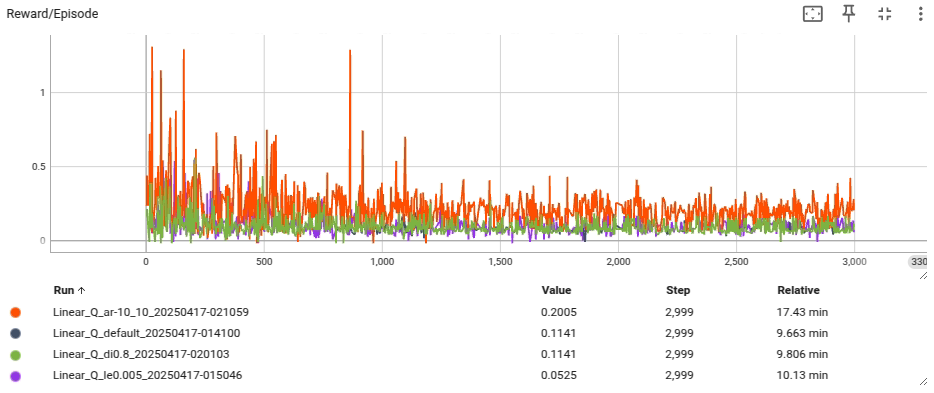 Reward/Episode
1
0.5
0
0 500 1,000 1,500 2,000 2,500 3,000 330
Run ↑ Value Step Relative
Linear_Q_ar-10_10_20250417-021059 0.2005 2,999 17.43 min
Linear_Q_default_20250417-014100 0.1141 2,999 9.663 min
Linear_Q_di0.8_20250417-020103 0.1141 2,999 9.806 min
Linear_Q_le0.005_20250417-015046 0.0525 2,999 10.13 min